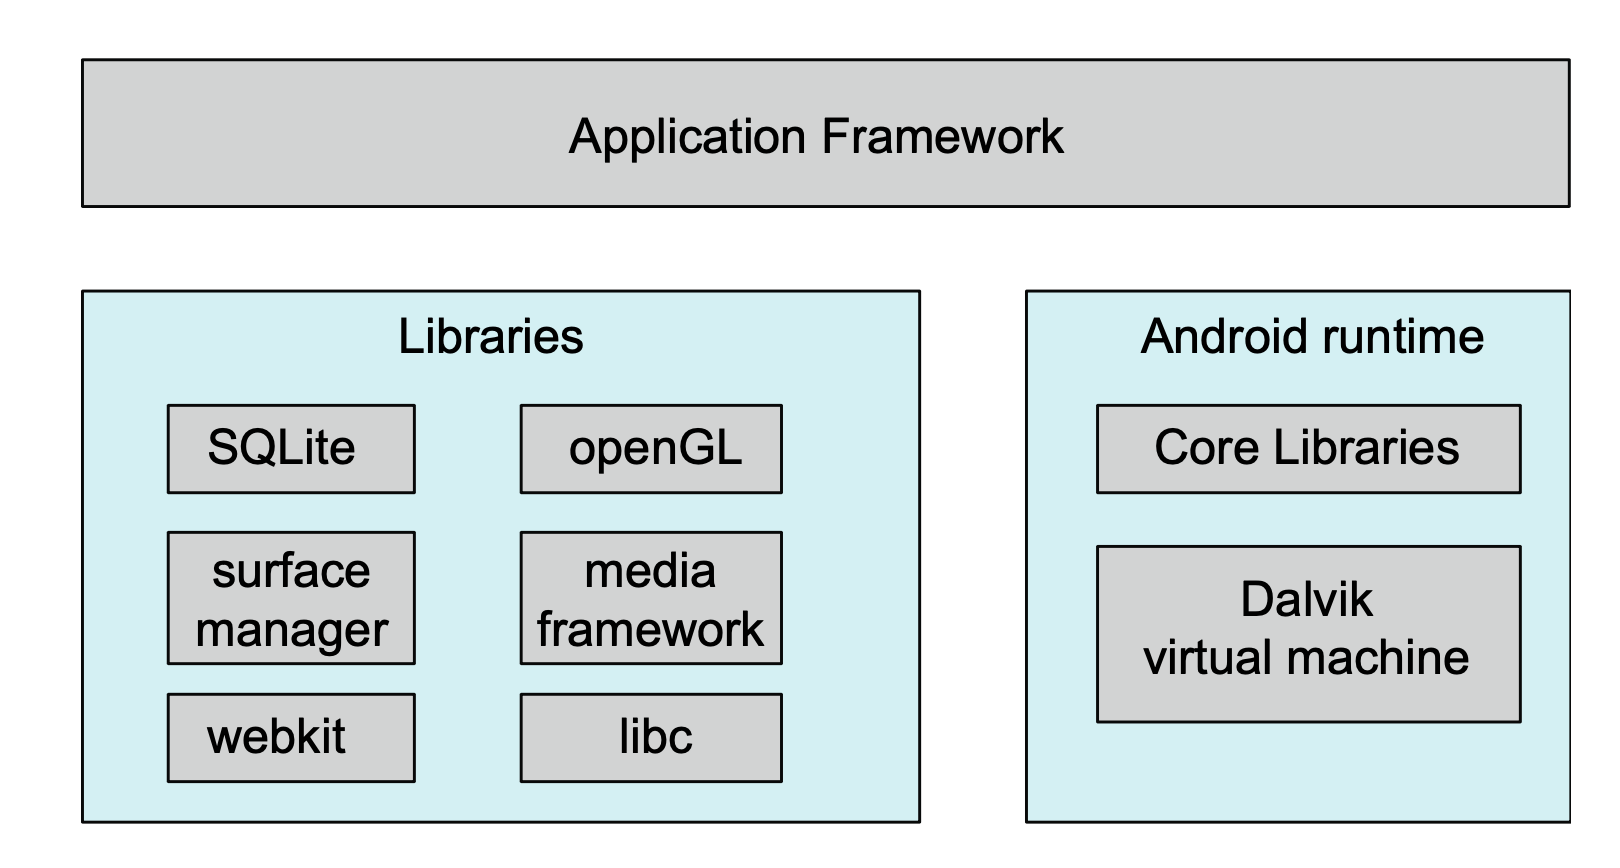 Application Framework
Libraries
SQLite
openGL
surface
manager
media
framework
webkit
libc
Android runtime
Core Libraries
Dalvik
virtual machine